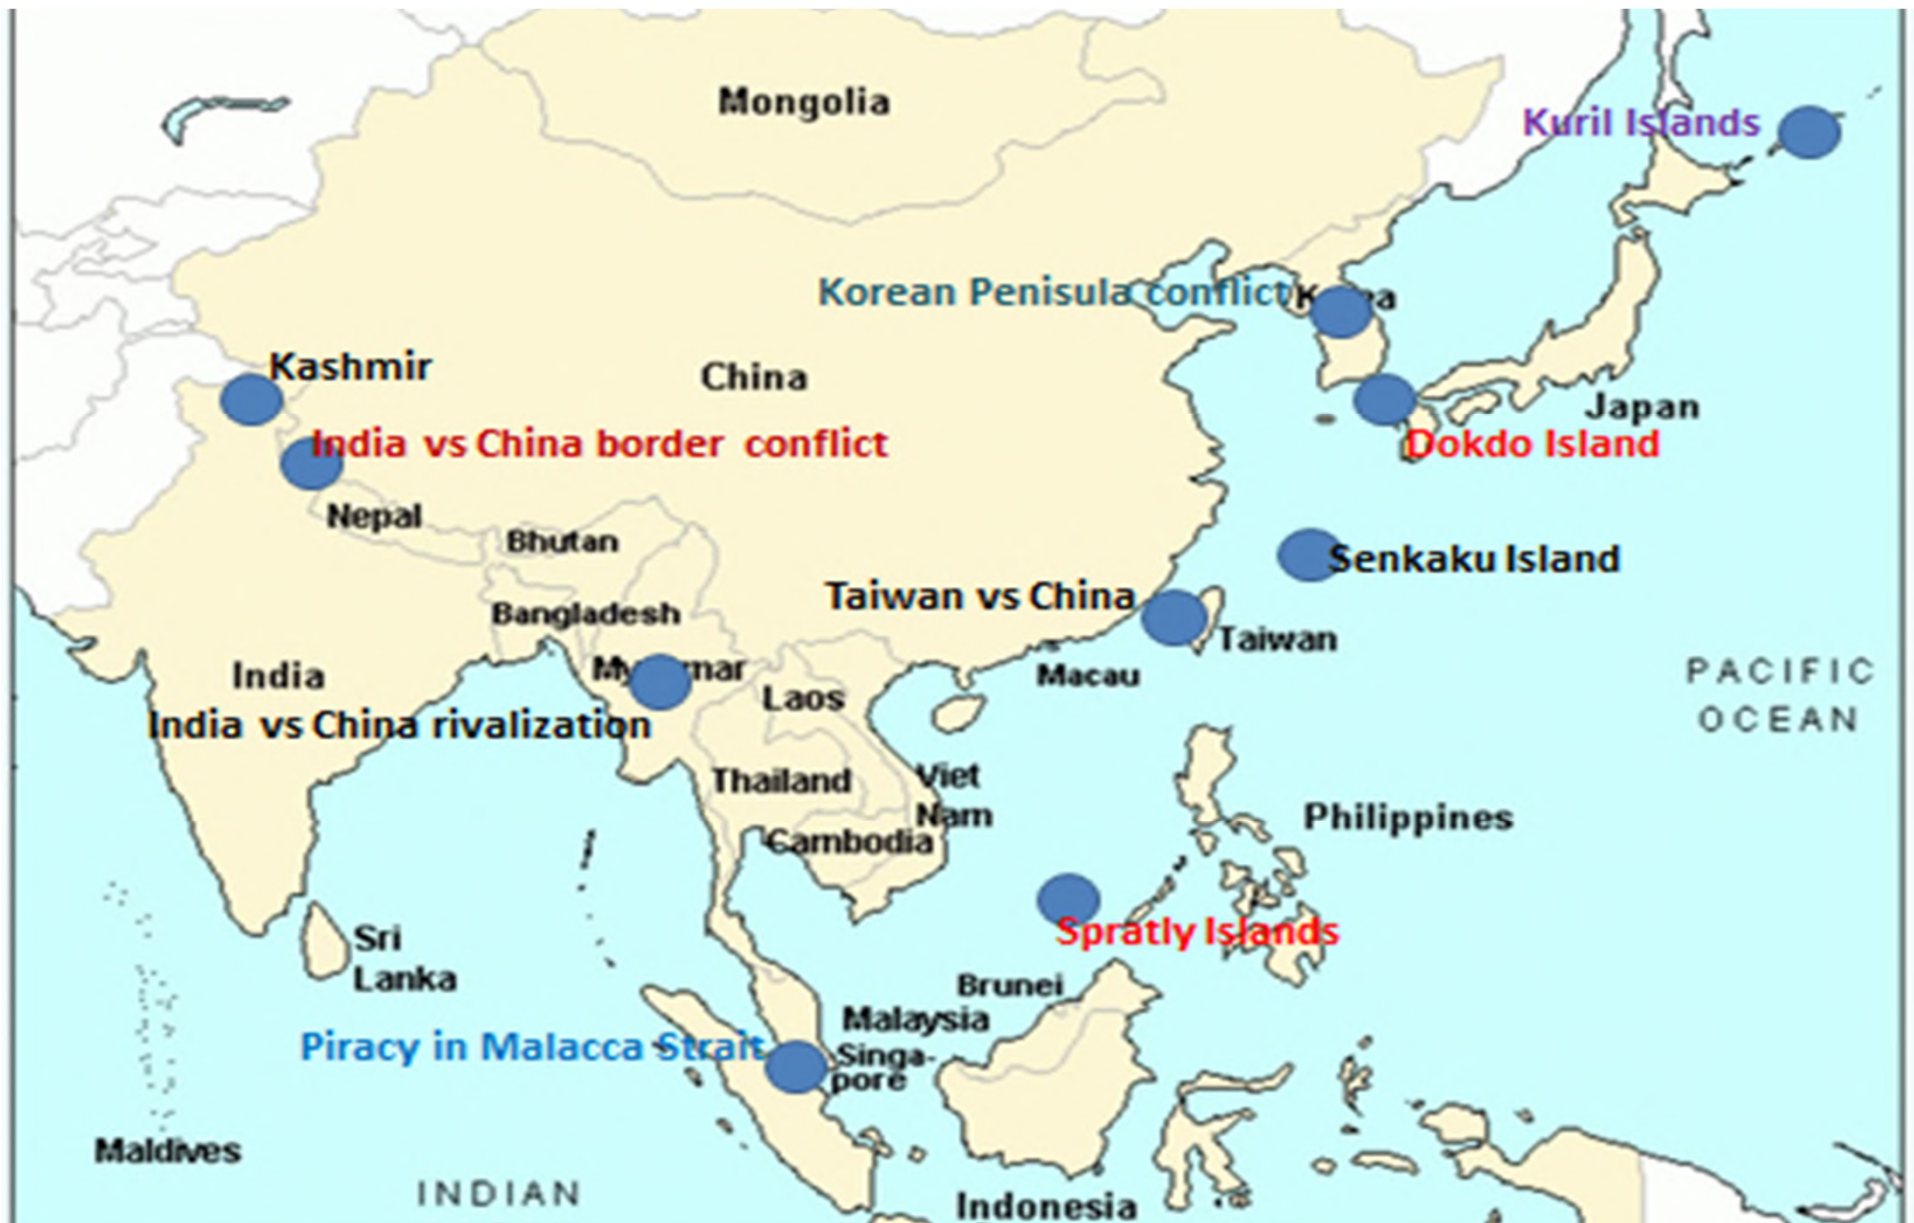 Mongolia
Kuril Islands
Korean Penisula conflict
Korea
Kashmir
China
Japan
India vs China border conflict
Dokdo Island
Nepal
Bhutan
Senkaku Island
Taiwan vs China
Bangladesh
Taiwan
India
Myanmar
Macau
PACIFIC
OCEAN
Laos
India vs China rivalization
Thailand
Viet
Nam
Philippines
Cambodia
Spratly Islands
Sri
Lanka
Brunei
Malaysia
Piracy in Malacca Strait
Singa-
pore
Maldives
INDIAN
Indonesia